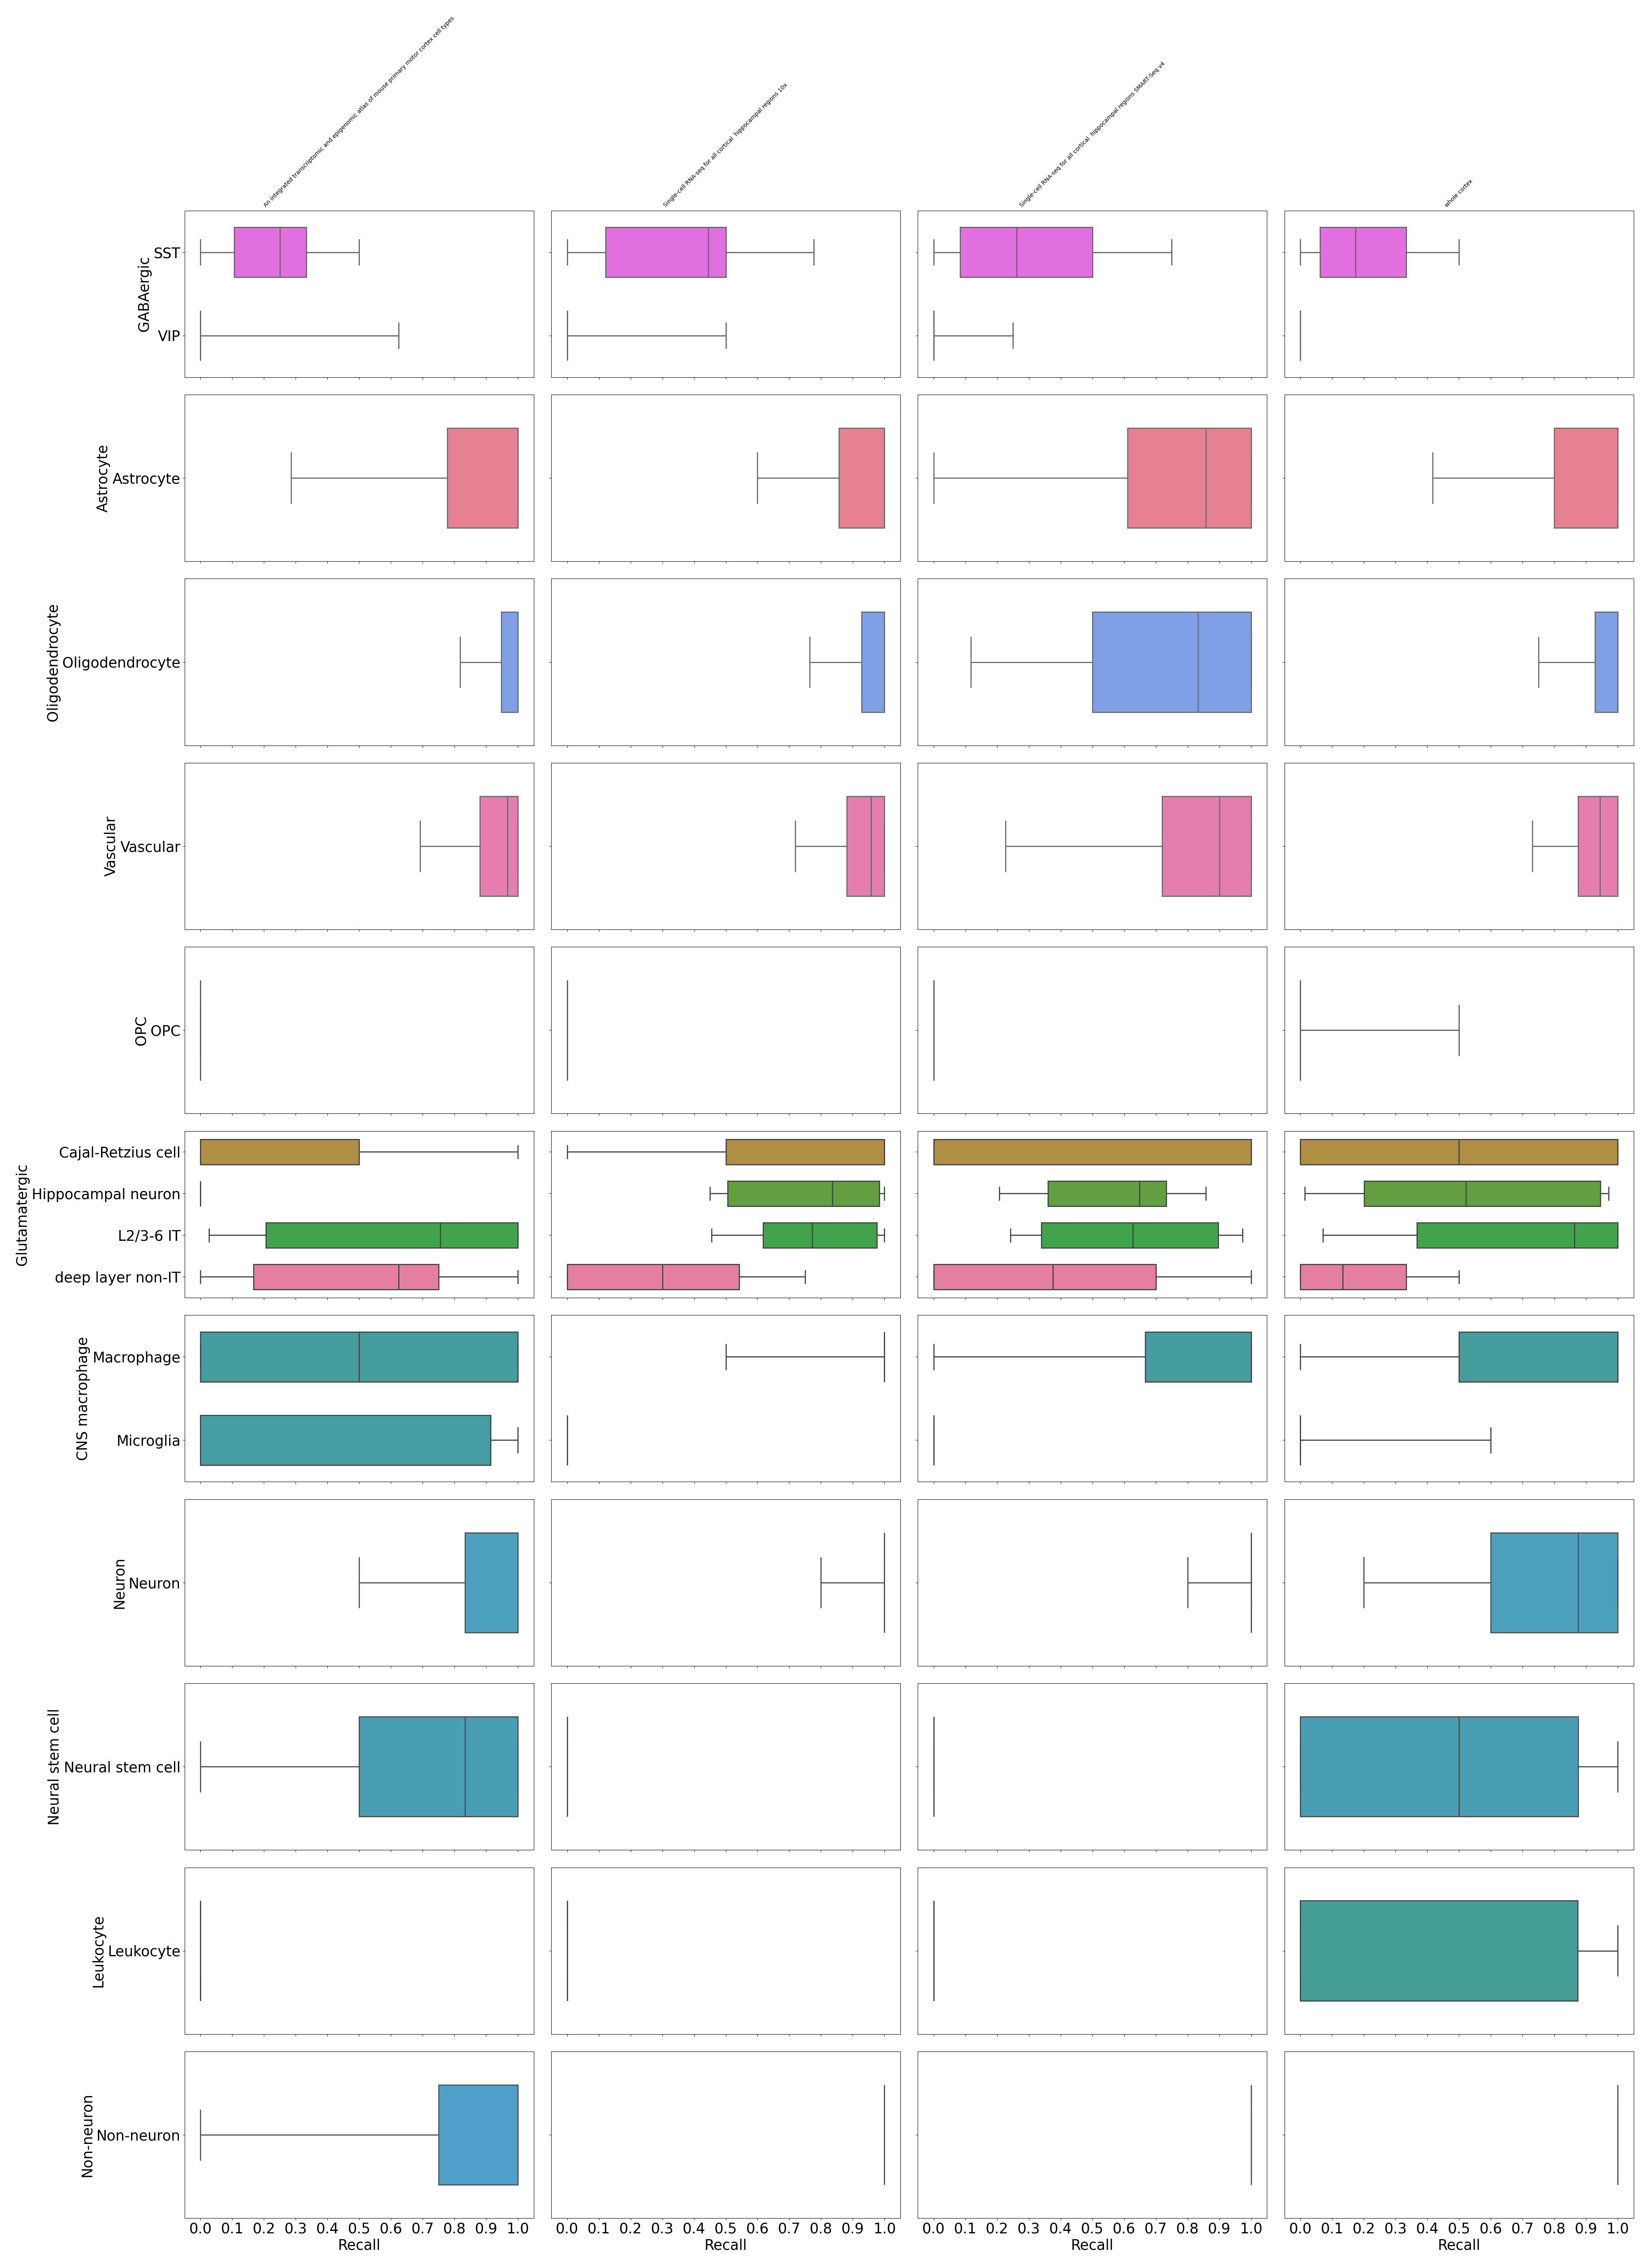 An integrated transcriptomic and epigenomic atlas of mouse primary motor cortex cell types
Single-cell RNA-seq for all cortical  hippocampal regions 10x
Single-cell RNA-seq for all cortical  hippocampal regions SMART-Seq v4
whole cortex
GABAergic
SST
VIP
Astrocyte
Astrocyte
Oligodendrocyte
Oligodendrocyte
Vascular
Vascular
OPC
OPC
Glutamatergic
Cajal-Retzius cell
Hippocampal neuron
L2/3-6 IT
deep layer non-IT
CNS macrophage
Macrophage
Microglia
Neuron
Neuron
Neural stem cell
Neural stem cell
Leukocyte
Leukocyte
Non-neuron
Non-neuron
0.0 0.1 0.2 0.3 0.4 0.5 0.6 0.7 0.8 0.9 1.0
0.0 0.1 0.2 0.3 0.4 0.5 0.6 0.7 0.8 0.9 1.0
0.0 0.1 0.2 0.3 0.4 0.5 0.6 0.7 0.8 0.9 1.0
0.0 0.1 0.2 0.3 0.4 0.5 0.6 0.7 0.8 0.9 1.0
Recall
Recall
Recall
Recall